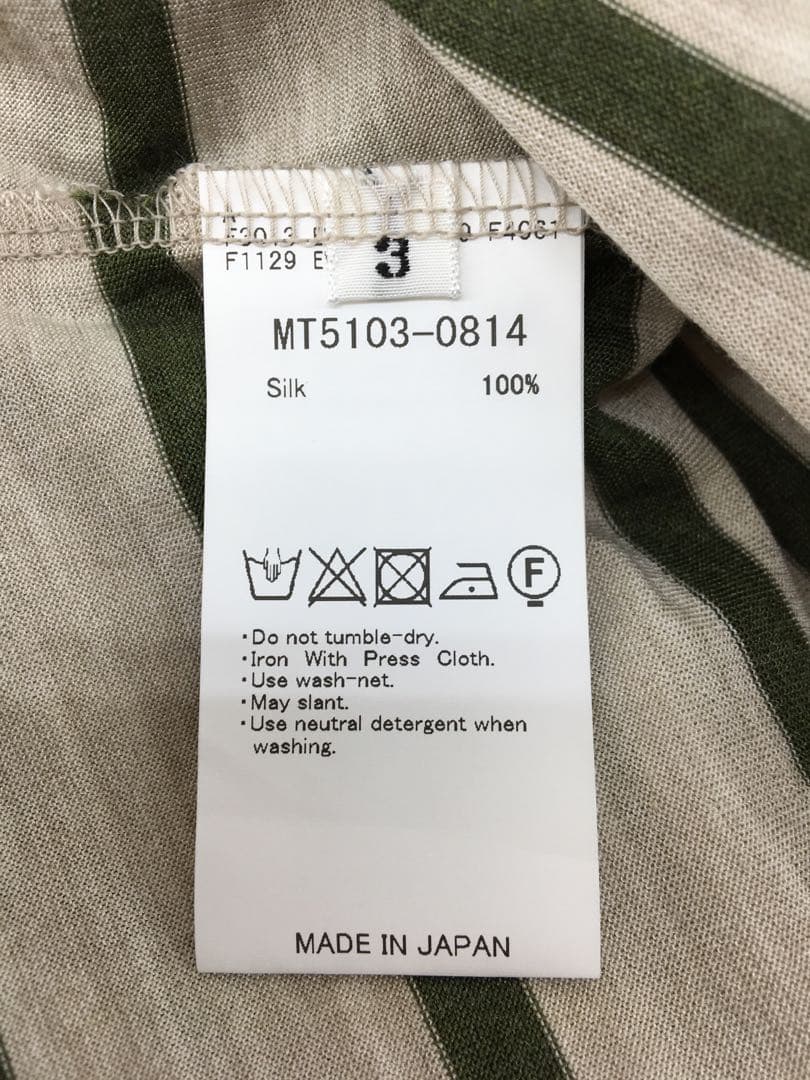 F1129
3
MT5103-0814
Silk 100%
F
・Do not tumble-dry.
・Iron With Press Cloth.
・Use wash-net.
・May slant.
・Use neutral detergent when
washing.
MADE IN JAPAN